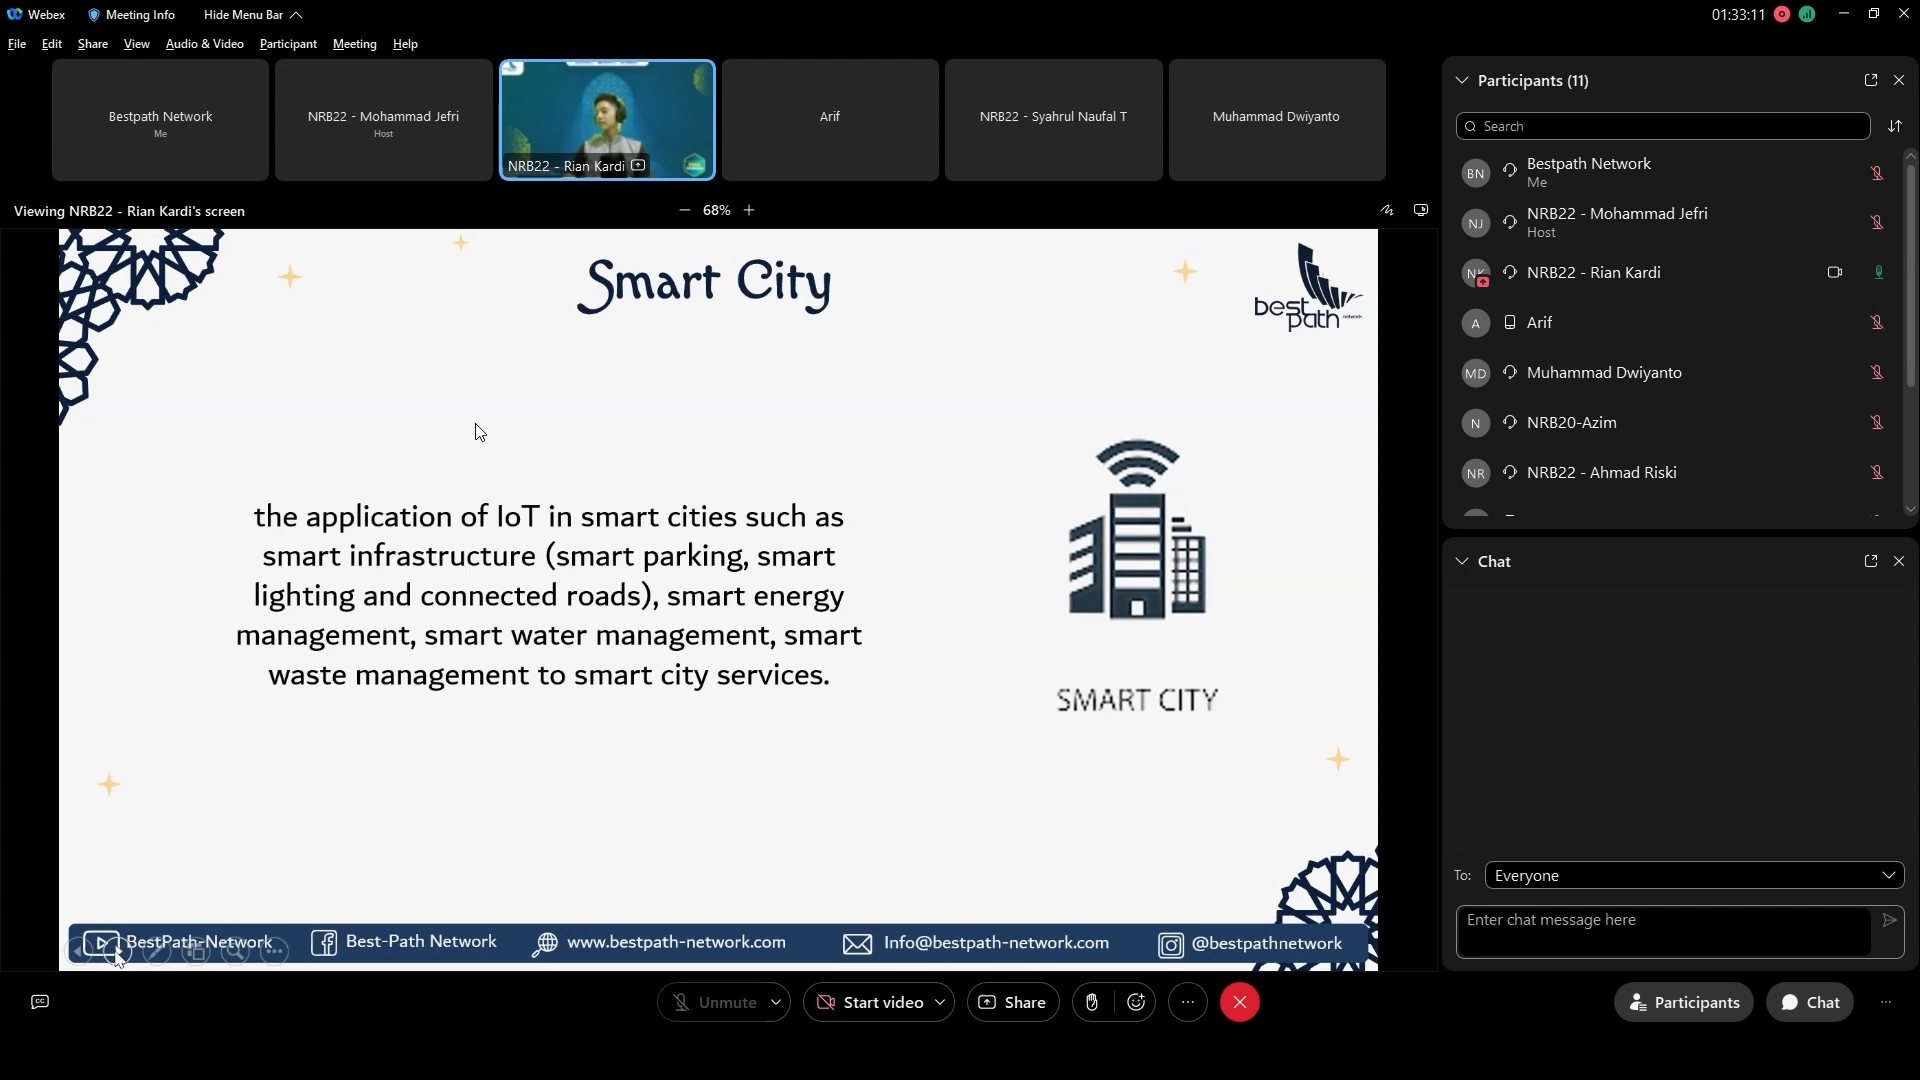 Webex
Meeting Info
Hide Menu Bar
01:33:11
File Edit Share View Audio & Video Participant Meeting Help
Bestpath Network
Me
NRB22 - Mohammad Jefri
Host
NRB22 - Rian Kardi
Arif
NRB22 - Syahrul Naufal T
Muhammad Dwiyanto
Viewing NRB22 - Rian Kardi's screen
68%
Smart City
best
path
network
the application of IoT in smart cities such as
smart infrastructure (smart parking, smart
lighting and connected roads), smart energy
management, smart water management, smart
waste management to smart city services.
SMART CITY
BestPath-Network
Best-Path Network
www.bestpath-network.com
Info@bestpath-network.com
@bestpathnetwork
Participants (11)
Search
BN
Bestpath Network
Me
NJ
NRB22 - Mohammad Jefri
Host
NK
NRB22 - Rian Kardi
A
Arif
MD
Muhammad Dwiyanto
N
NRB20-Azim
NR
NRB22 - Ahmad Riski
Chat
To:
Everyone
Enter chat message here
CC
Unmute
Start video
Share
Participants
Chat